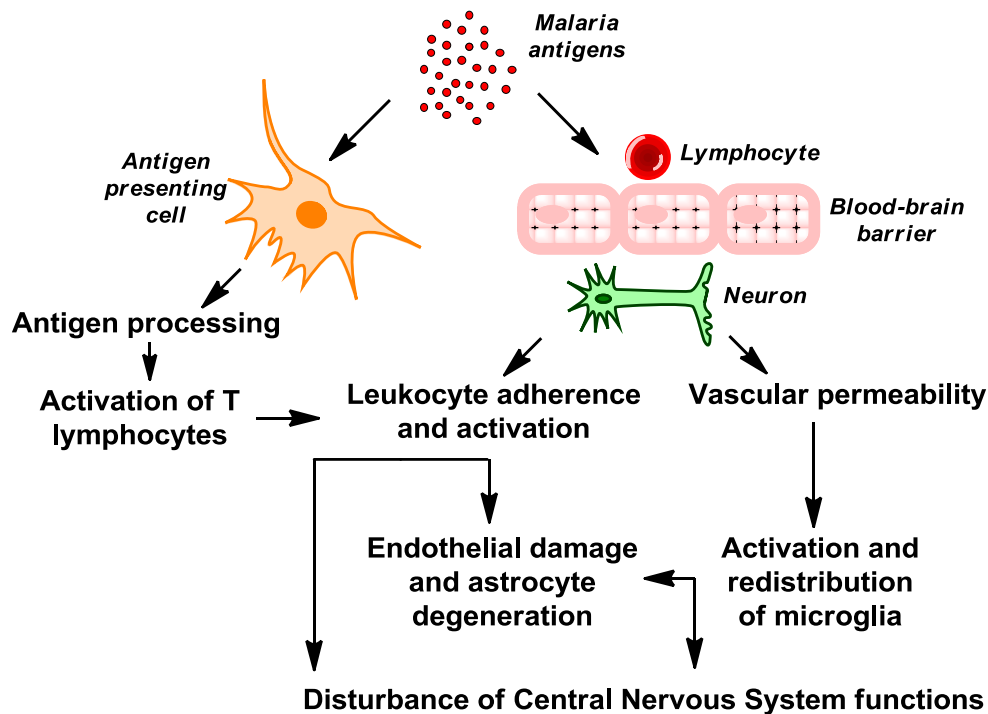 Malaria
antigens
Antigen
presenting
cell
Lymphocyte
Blood-brain
barrier
Neuron
Antigen processing
Activation of T
lymphocytes
Leukocyte adherence
and activation
Vascular permeability
Endothelial damage
and astrocyte
degeneration
Activation and
redistribution
of microglia
Disturbance of Central Nervous System functions